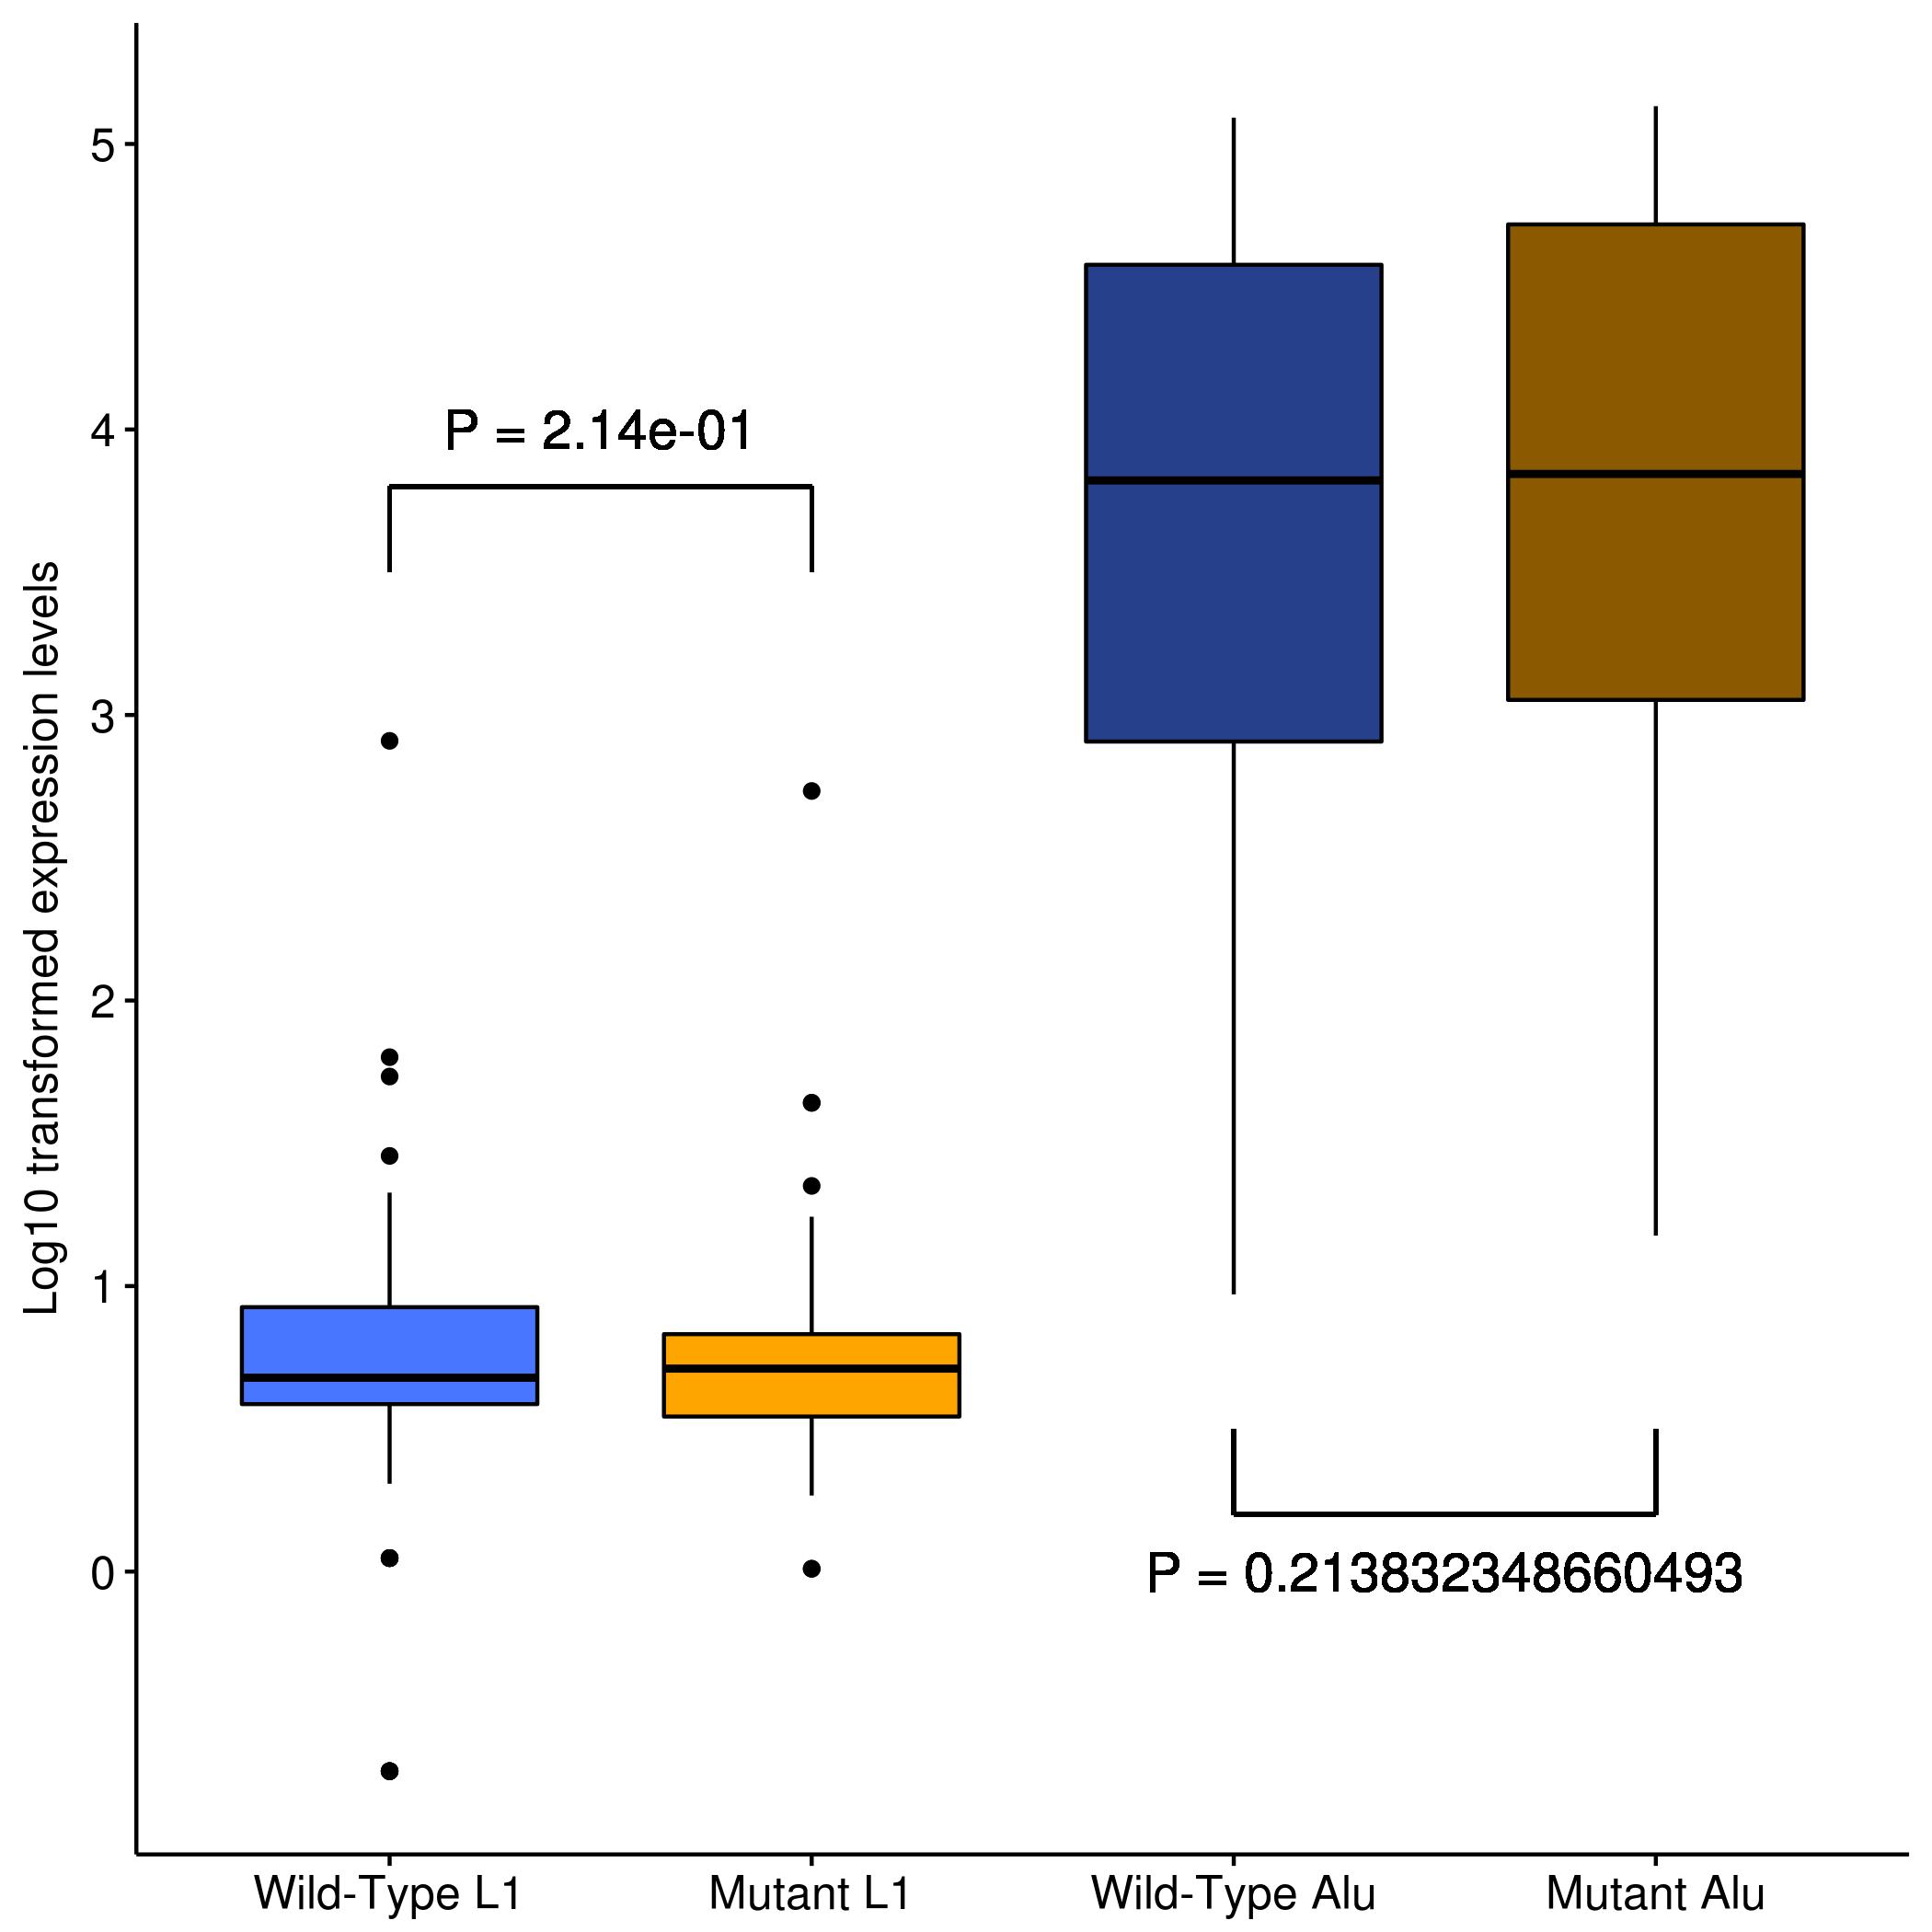 Log10 transformed expression levels
5
4
3
2
1
0
P = 2.14e-01
P = 0.213832348660493
Wild-Type L1
Mutant L1
Wild-Type Alu
Mutant Alu